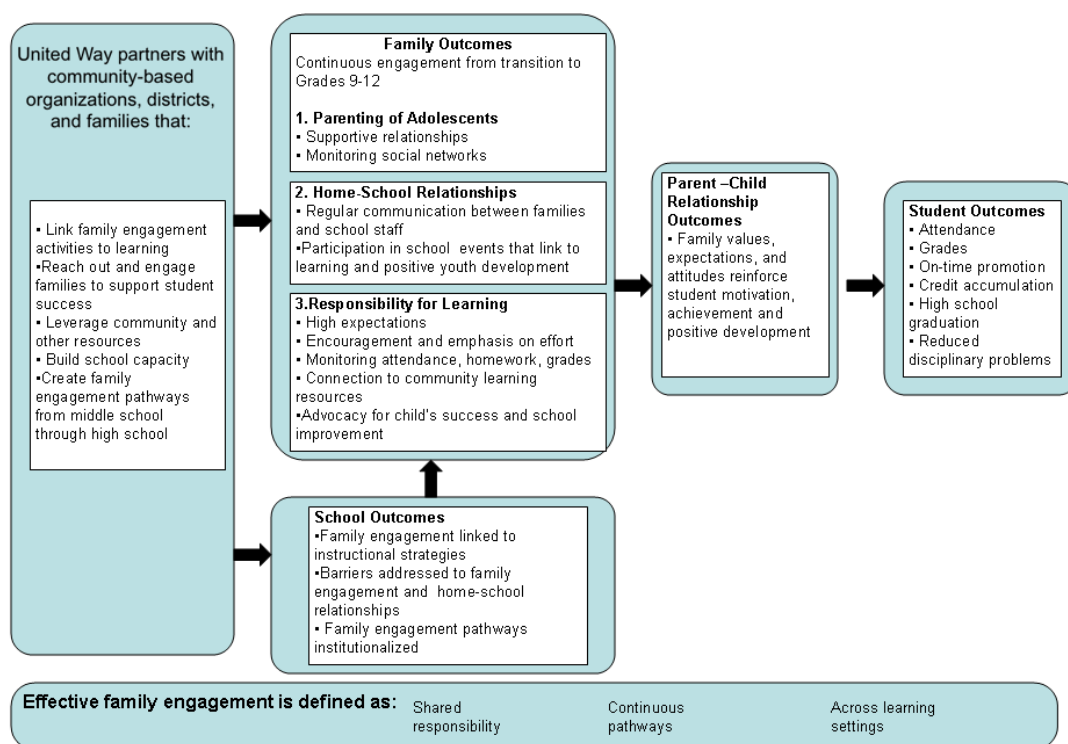 United Way partners with
community-based
organizations, districts,
and families that:
▪ Link family engagement
activities to learning
▪Reach out and engage
families to support student
success
▪ Leverage community and
other resources
▪ Build school capacity
▪Create family
engagement pathways
from middle school
through high school
Family Outcomes
Continuous engagement from transition to
Grades 9-12
1. Parenting of Adolescents
▪ Supportive relationships
▪ Monitoring social networks
2. Home-School Relationships
▪ Regular communication between families
and school staff
▪Participation in school events that link to
learning and positive youth development
3.Responsibility for Learning
▪ High expectations
▪ Encouragement and emphasis on effort
▪ Monitoring attendance, homework, grades
▪ Connection to community learning
resources
▪Advocacy for child's success and school
improvement
School Outcomes
▪Family engagement linked to
instructional strategies
▪Barriers addressed to family
engagement and home-school
relationships
▪ Family engagement pathways
institutionalized
Parent –Child
Relationship
Outcomes
▪ Family values,
expectations, and
attitudes reinforce
student motivation,
achievement and
positive development
Student Outcomes
▪ Attendance
▪ Grades
▪ On-time promotion
▪ Credit accumulation
▪ High school
graduation
▪ Reduced
disciplinary problems
Effective family engagement is defined as:
Shared
responsibility
Continuous
pathways
Across learning
settings